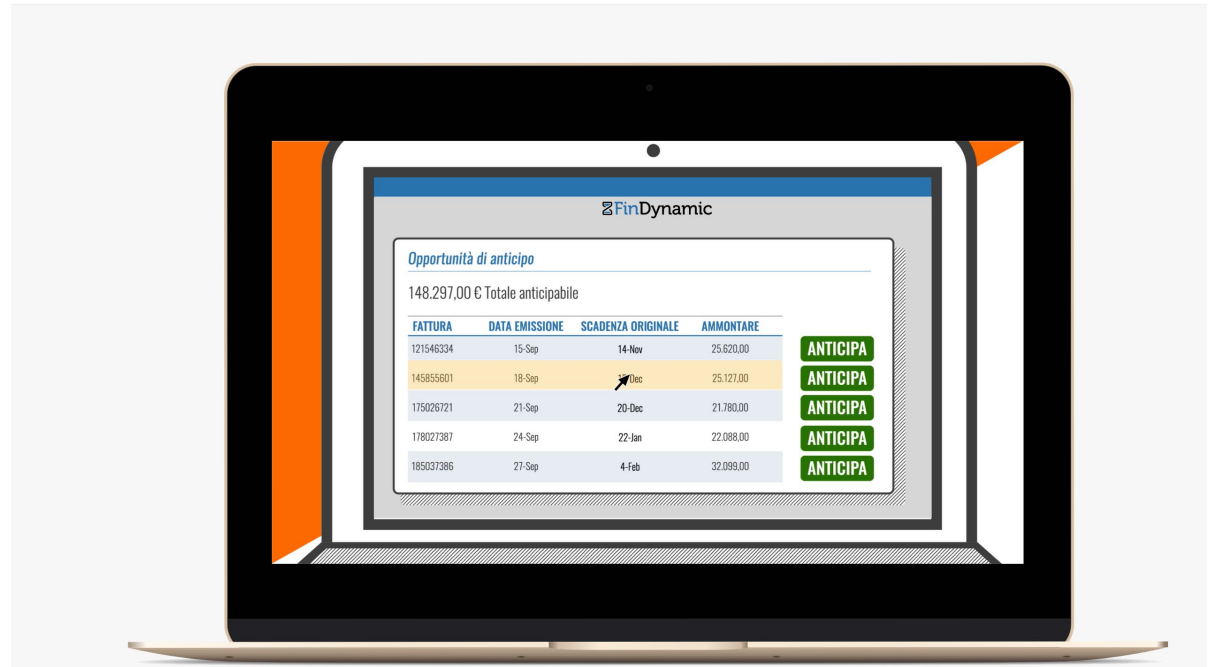 FinDynamic
Opportunità di anticipo
148.297,00 € Totale anticipabile
FATTURA DATA EMISSIONE SCADENZA ORIGINALE AMMONTARE
121546334 15-Sep 14-Nov 25.620,00 ANTICIPA
145855601 18-Sep Dec 25.127,00 ANTICIPA
175026721 21-Sep 20-Dec 21.780,00 ANTICIPA
178027387 24-Sep 22-Jan 22.088,00 ANTICIPA
185037386 27-Sep 4-Feb 32.099,00 ANTICIPA